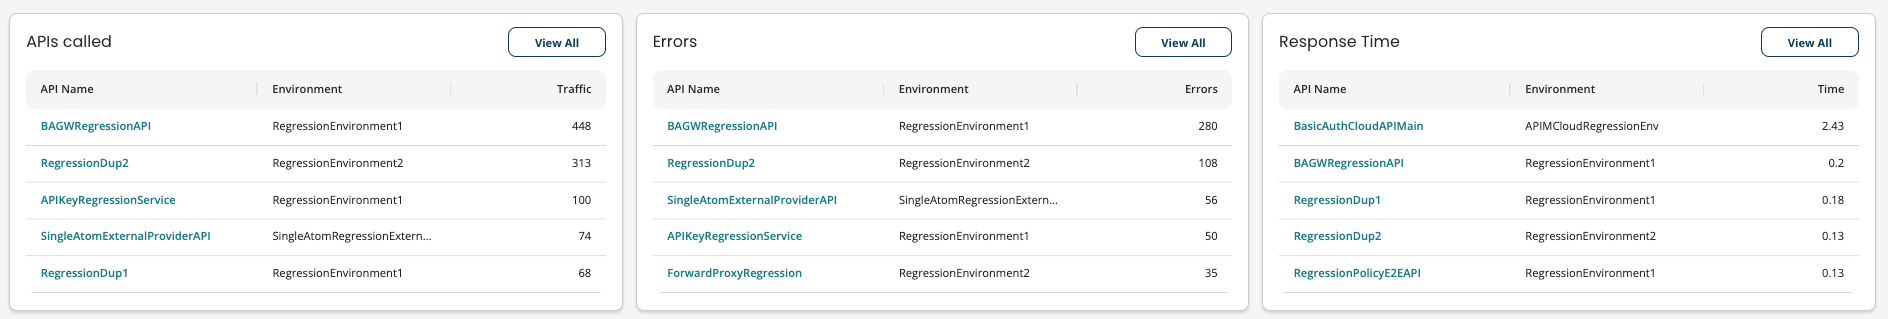 APIs called View All
API Name Environment Traffic
BAGWRegressionAPI RegressionEnvironment1 448
RegressionDup2 RegressionEnvironment2 313
APIKeyRegressionService RegressionEnvironment1 100
SingleAtomExternalProviderAPI SingleAtomRegressionExtern... 74
RegressionDup1 RegressionEnvironment1 68
Errors View All
API Name Environment Errors
BAGWRegressionAPI RegressionEnvironment1 280
RegressionDup2 RegressionEnvironment2 108
SingleAtomExternalProviderAPI SingleAtomRegressionExtern... 56
APIKeyRegressionService RegressionEnvironment1 50
ForwardProxyRegression RegressionEnvironment2 35
Response Time View All
API Name Environment Time
BasicAuthCloudAPIMain APIMCloudRegressionEnv 2.43
BAGWRegressionAPI RegressionEnvironment1 0.2
RegressionDup1 RegressionEnvironment1 0.18
RegressionDup2 RegressionEnvironment2 0.13
RegressionPolicyE2EAPI RegressionEnvironment1 0.13